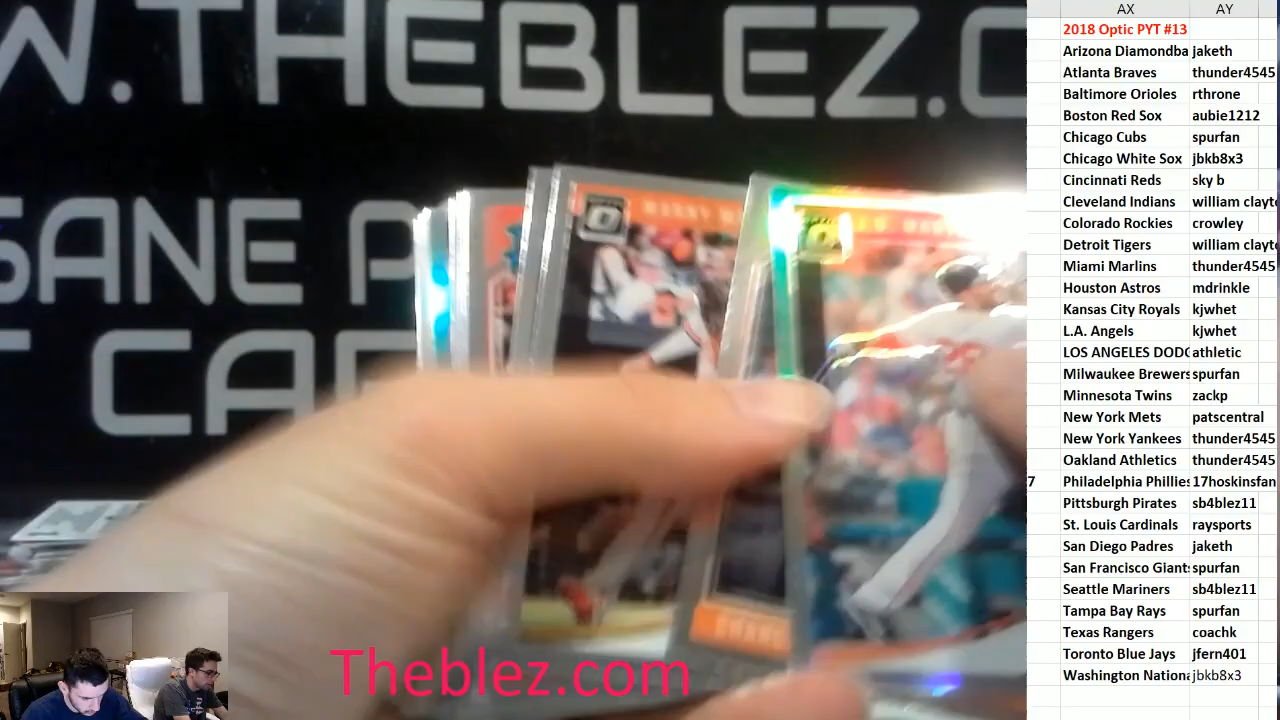 W.THEBLEZ.C
SANE P
T CAR
Theblez.com
AX AY
2018 Optic PYT #13
Arizona Diamondba jaketh
Atlanta Braves thunder4545
Baltimore Orioles rthrone
Boston Red Sox aubie1212
Chicago Cubs spurfan
Chicago White Sox jbkb8x3
Cincinnati Reds sky b
Cleveland Indians william clayt
Colorado Rockies crowley
Detroit Tigers william clayt
Miami Marlins thunder4545
Houston Astros mdrinkle
Kansas City Royals kjwhet
L.A. Angels kjwhet
LOS ANGELES DODG athletic
Milwaukee Brewers spurfan
Minnesota Twins zackp
New York Mets patscentral
New York Yankees thunder4545
Oakland Athletics thunder4545
7 Philadelphia Phillies 17hoskinsfan
Pittsburgh Pirates sb4blez11
St. Louis Cardinals raysports
San Diego Padres jaketh
San Francisco Giants spurfan
Seattle Mariners sb4blez11
Tampa Bay Rays spurfan
Texas Rangers coachk
Toronto Blue Jays jfern401
Washington Nationa jbkb8x3